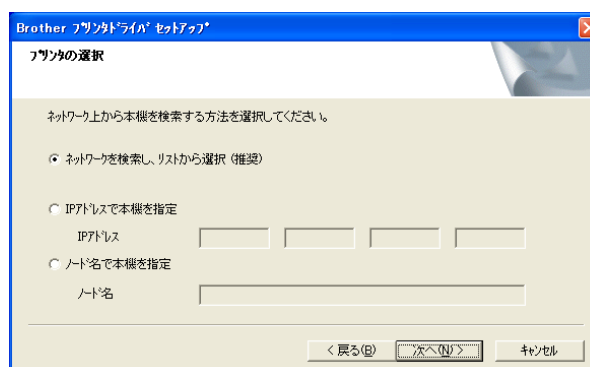 Brother プリンタドライバ セットアップ
プリンタの選択
ネットワーク上から本機を検索する方法を選択してください。
ネットワークを検索し、リストから選択 (推奨)
IPアドレスで本機を指定
IPアドレス
ノード名で本機を指定
ノード名
< 戻る(B) 次へ(N) > キャンセル